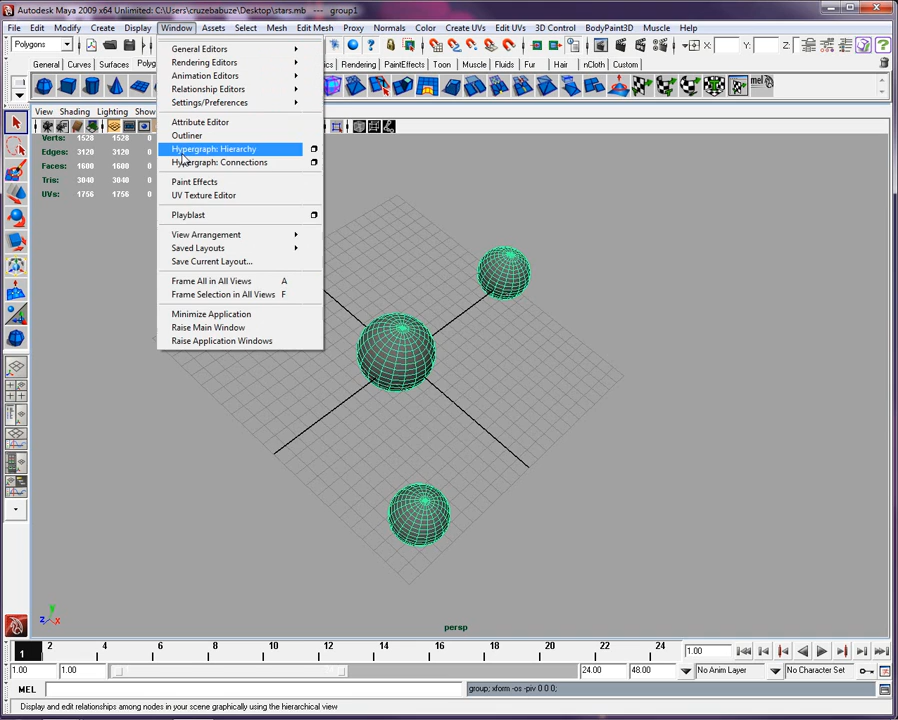 Autodesk Maya 2009 x64 Unlimited: C:\Users\cruzebabuze\Desktop\stars.mb --- group1
File Edit Modify Create Display Window Assets Select Mesh Edit Mesh Proxy Normals Color Create UVs Edit UVs 3D Control BodyPaint3D Muscle Help
Polygons X: Y: Z:
General Curves Surfaces Rendering PaintEffects Toon Muscle Fluids Fur Hair nCloth Custom
mel
View Shading Lighting Show
Verts: 1528 1528 0
Edges: 3120 3120 0
Faces: 1600 1600 0
Tris: 3040 3040 0
UVs: 1756 1756 0
General Editors
Rendering Editors
Animation Editors
Relationship Editors
Settings/Preferences
Attribute Editor
Outliner
Hypergraph: Hierarchy
Hypergraph: Connections
Paint Effects
UV Texture Editor
Playblast
View Arrangement
Saved Layouts
Save Current Layout...
Frame All in All Views A
Frame Selection in All Views F
Minimize Application
Raise Main Window
Raise Application Windows
y
z x
persp
1 2 4 6 8 10 12 14 16 18 20 22 24 1.00
1.00 1.00 24.00 48.00 No Anim Layer No Character Set
MEL group; xform -os -piv 0 0 0;
Display and edit relationships among nodes in your scene graphically using the hierarchical view